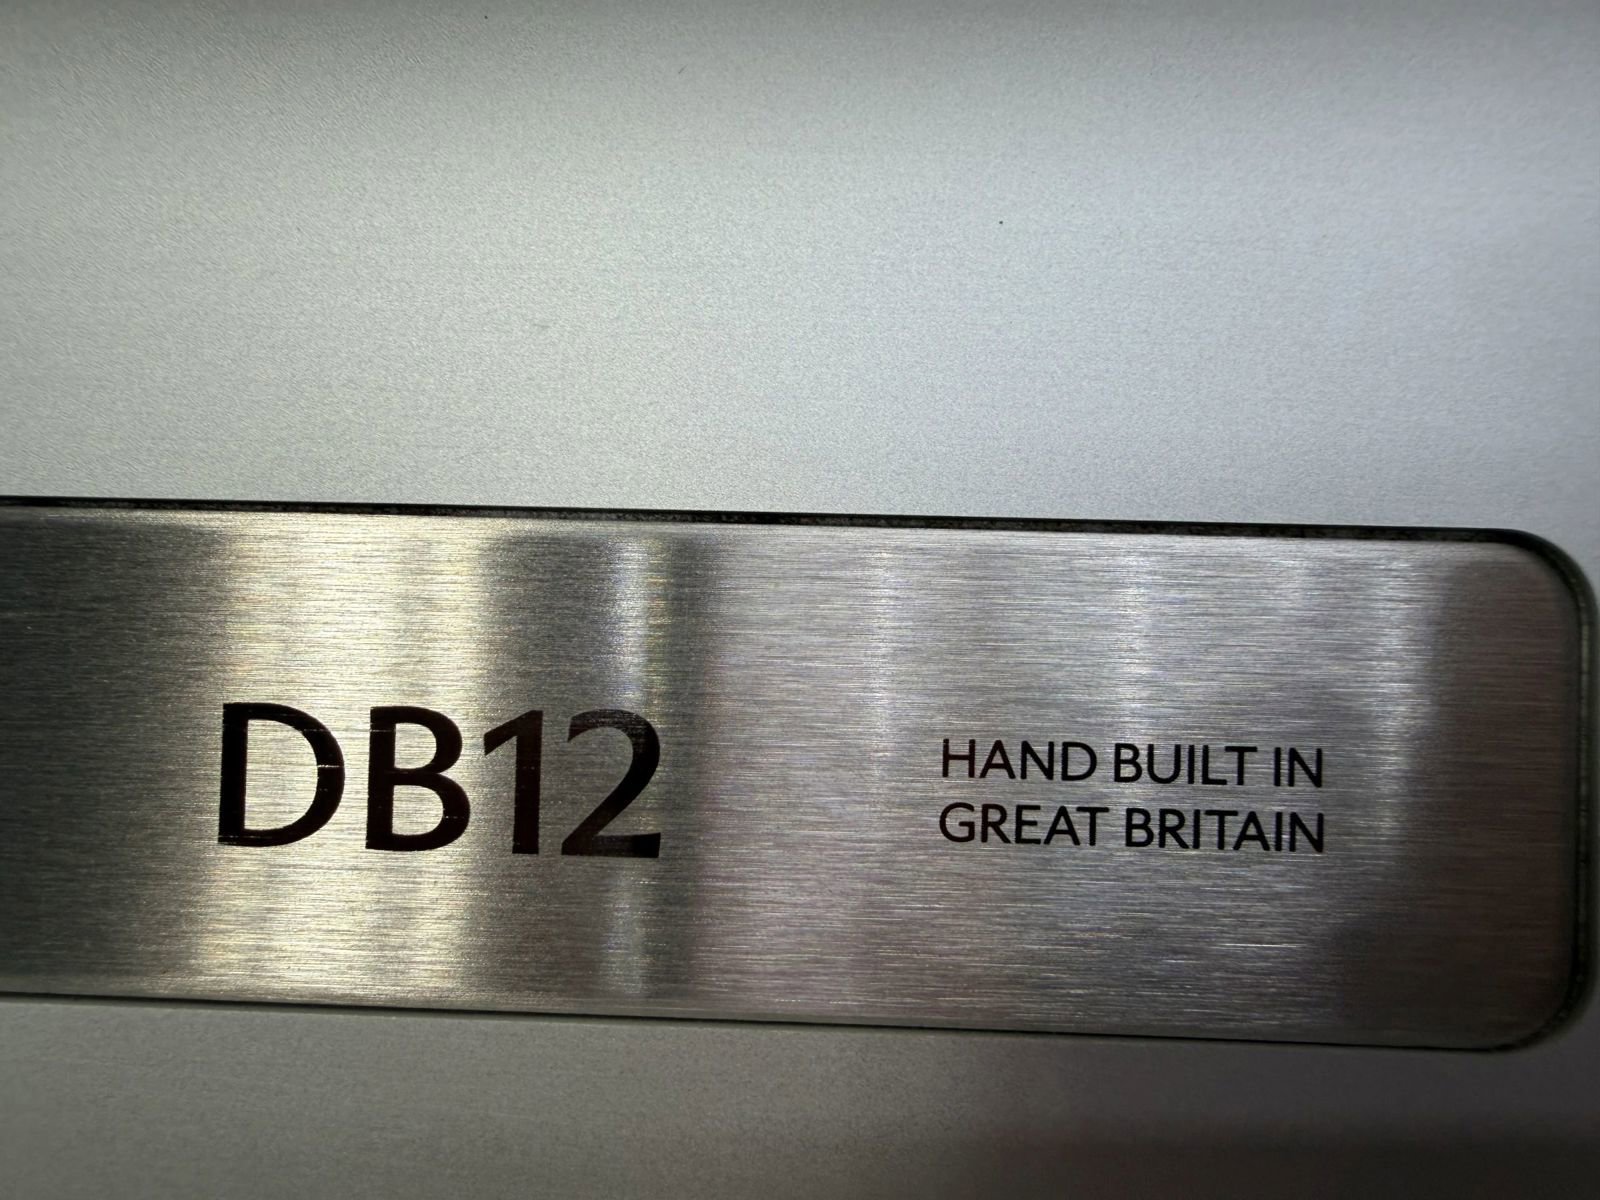 DB12
HAND BUILT IN
GREAT BRITAIN